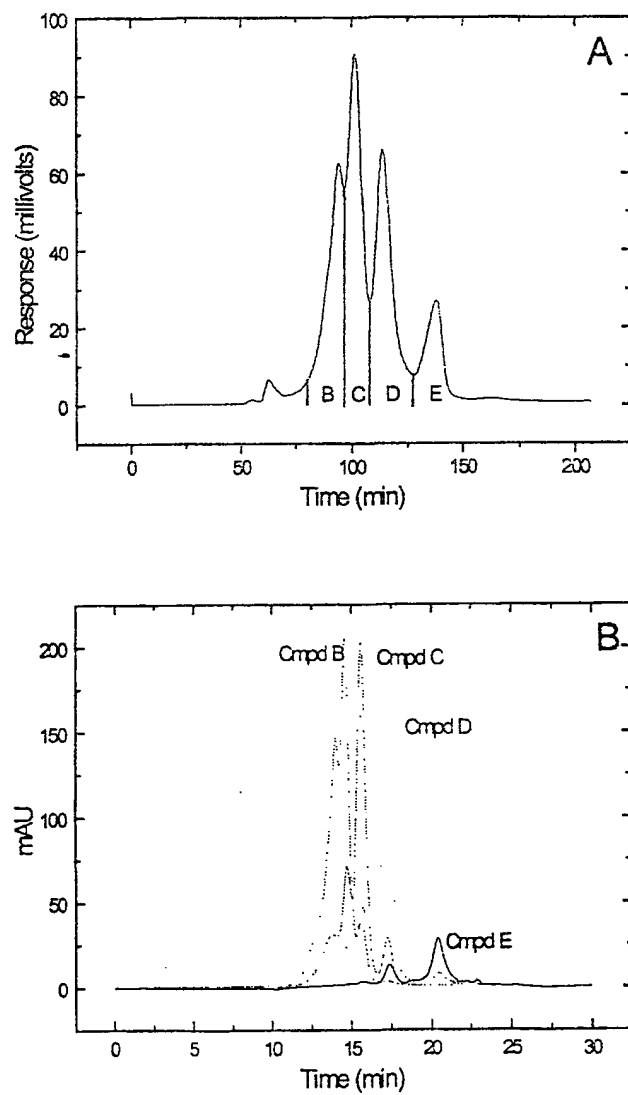 A
100
80
60
40
20
0
Response (millivolts)
B C D E
0 50 100 150 200
Time (min)
B
200
150
100
50
0
mAU
Cmpd B
Cmpd C
Cmpd D
Cmpd E
0 5 10 15 20 25 30
Time (min)